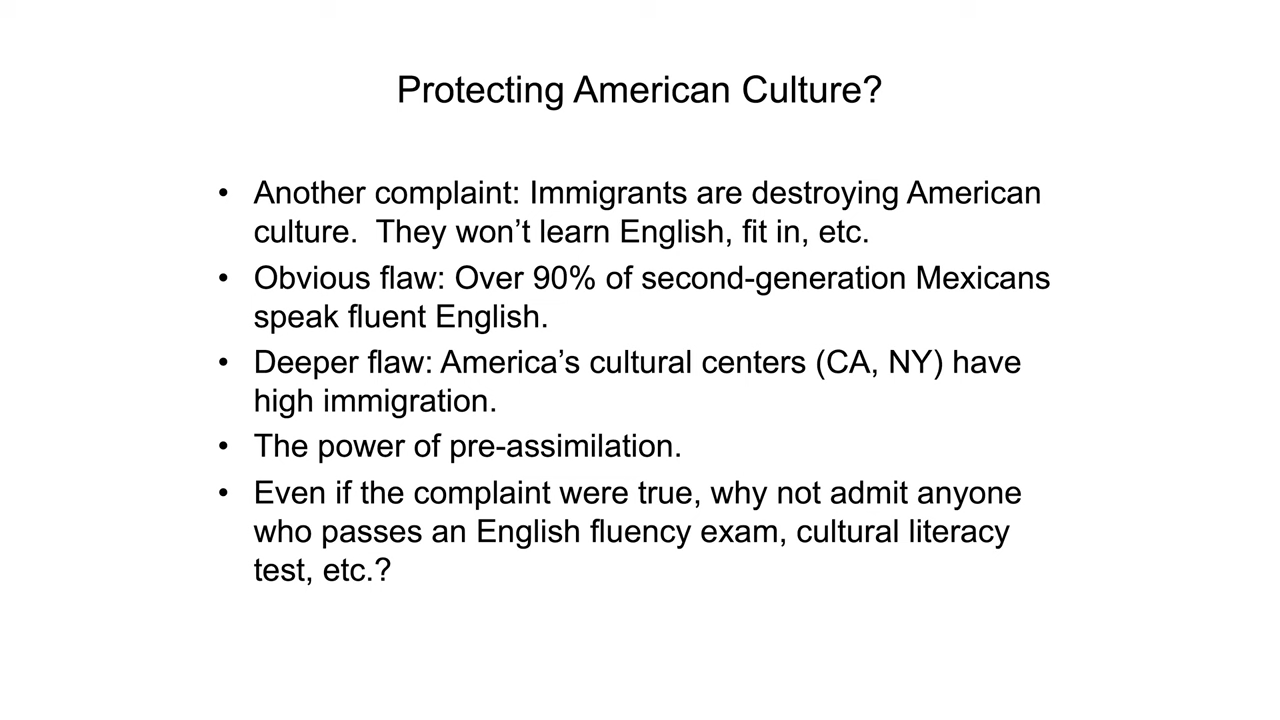 Protecting American Culture?
• Another complaint: Immigrants are destroying American
culture.  They won’t learn English, fit in, etc.
• Obvious flaw: Over 90% of second-generation Mexicans
speak fluent English.
• Deeper flaw: America’s cultural centers (CA, NY) have
high immigration.
• The power of pre-assimilation.
• Even if the complaint were true, why not admit anyone
who passes an English fluency exam, cultural literacy
test, etc.?